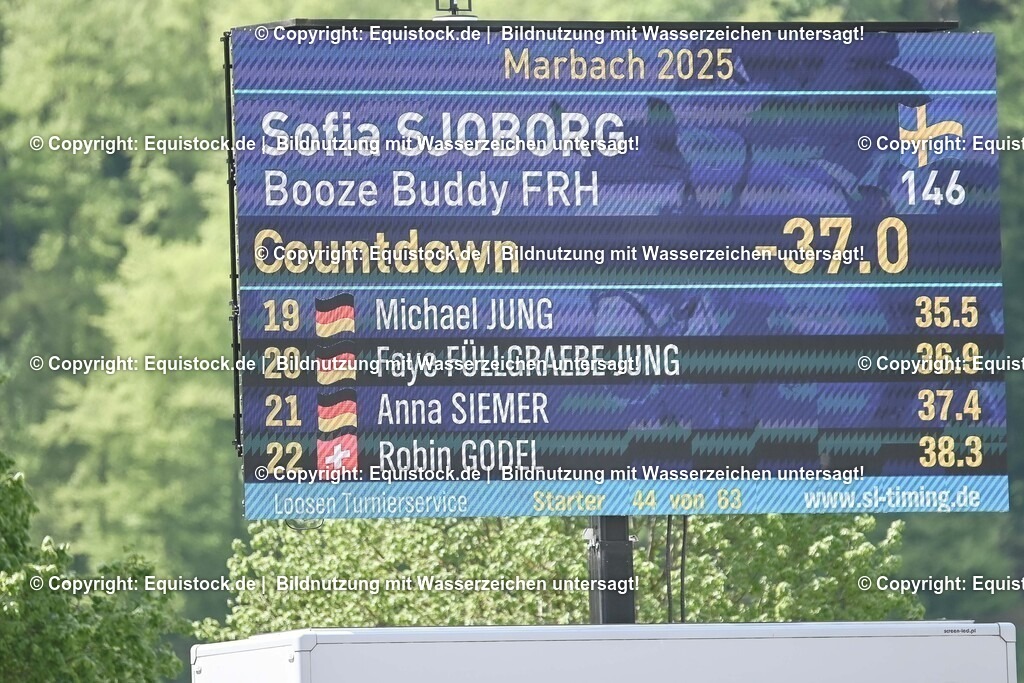 © Copyright: Equistock.de | Bildnutzung mit Wasserzeichen untersagt!
Marbach 2025
Sofia SJOBORG
© Copyright: Equistock.de | Bildnutzung mit Wasserzeichen untersagt! © Copyright: Equist
Booze Buddy FRH 146
Countdown -37.0
© Copyright: Equistock.de | Bildnutzung mit Wasserzeichen untersagt!
19 Michael JUNG 35.5
20 Faye FÜLLGRAEBE JUNG 36.9
© Copyright: Equistock.de | Bildnutzung mit Wasserzeichen untersagt! © Copyright: Equist
21 Anna SIEMER 37.4
22 Robin GODEL 38.3
© Copyright: Equistock.de | Bildnutzung mit Wasserzeichen untersagt!
Loosen Turnierservice Starter 44 von 63 www.sl-timing.de
© Copyright: Equistock.de | Bildnutzung mit Wasserzeichen untersagt! © Copyright: Equist
screen-led.pl